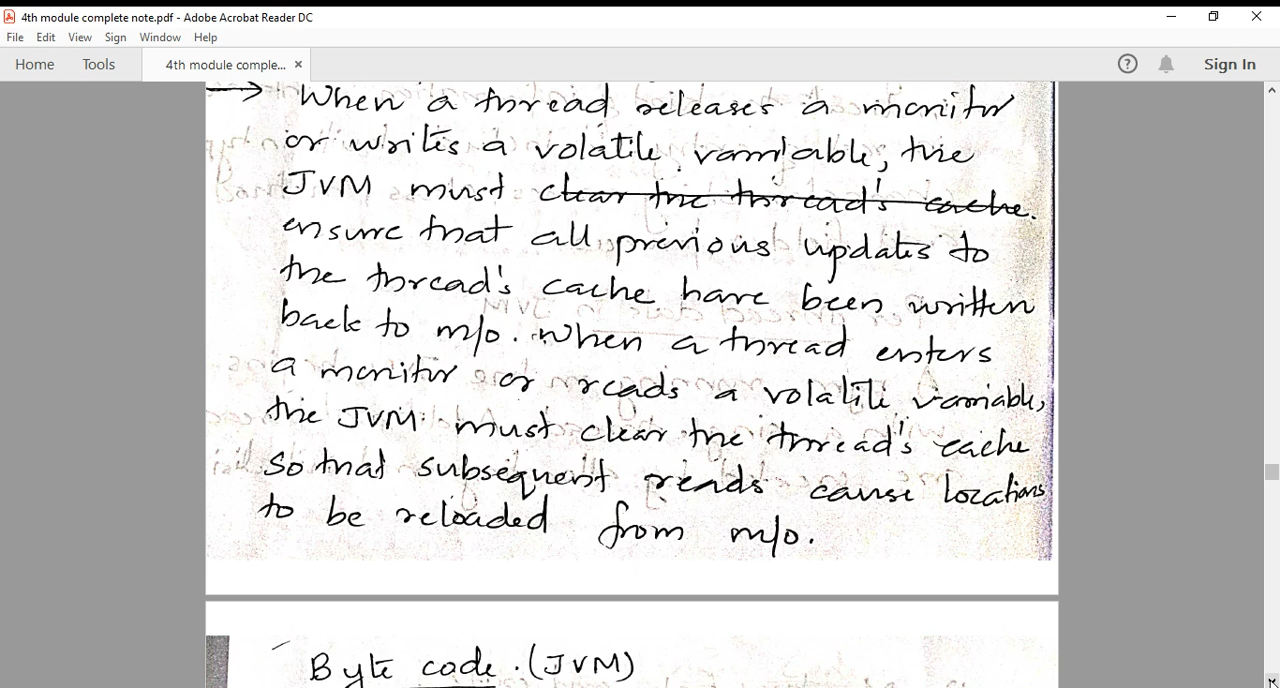 4th module complete note.pdf - Adobe Acrobat Reader DC
File Edit View Sign Window Help
Home Tools 4th module comple... × Sign In
→ When a thread releases a monitor
or writes a volatile variable, the
JVM must clear the thread's cache.
ensure that all previous updates to
the thread's cache have been written
back to m/o. When a thread enters
a monitor or reads a volatile variable,
the JVM must clear the thread's cache
so that subsequent reads cause locations
to be reloaded from m/o.
Byte code. (JVM)